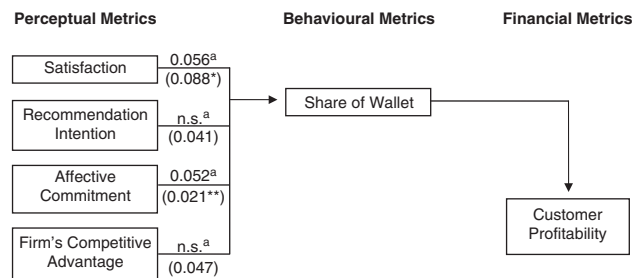 Perceptual Metrics
Behavioural Metrics
Financial Metrics
Satisfaction
0.056ᵃ
(0.088*)
Recommendation
Intention
n.s.ᵃ
(0.041)
Affective
Commitment
0.052ᵃ
(0.021**)
Firm's Competitive
Advantage
n.s.ᵃ
(0.047)
Share of Wallet
Customer
Profitability